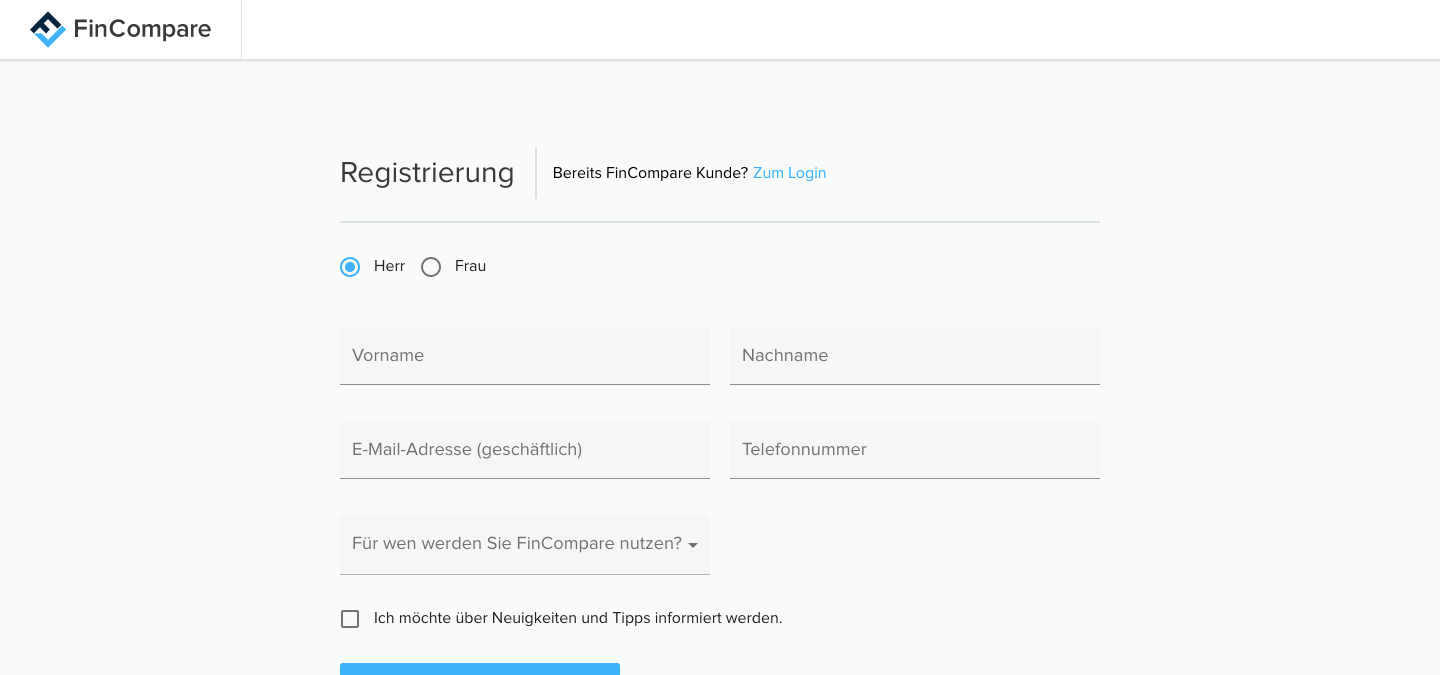 FinCompare
Registrierung
Bereits FinCompare Kunde? Zum Login
Herr
Frau
Vorname
Nachname
E-Mail-Adresse (geschäftlich)
Telefonnummer
Für wen werden Sie FinCompare nutzen?
Ich möchte über Neuigkeiten und Tipps informiert werden.